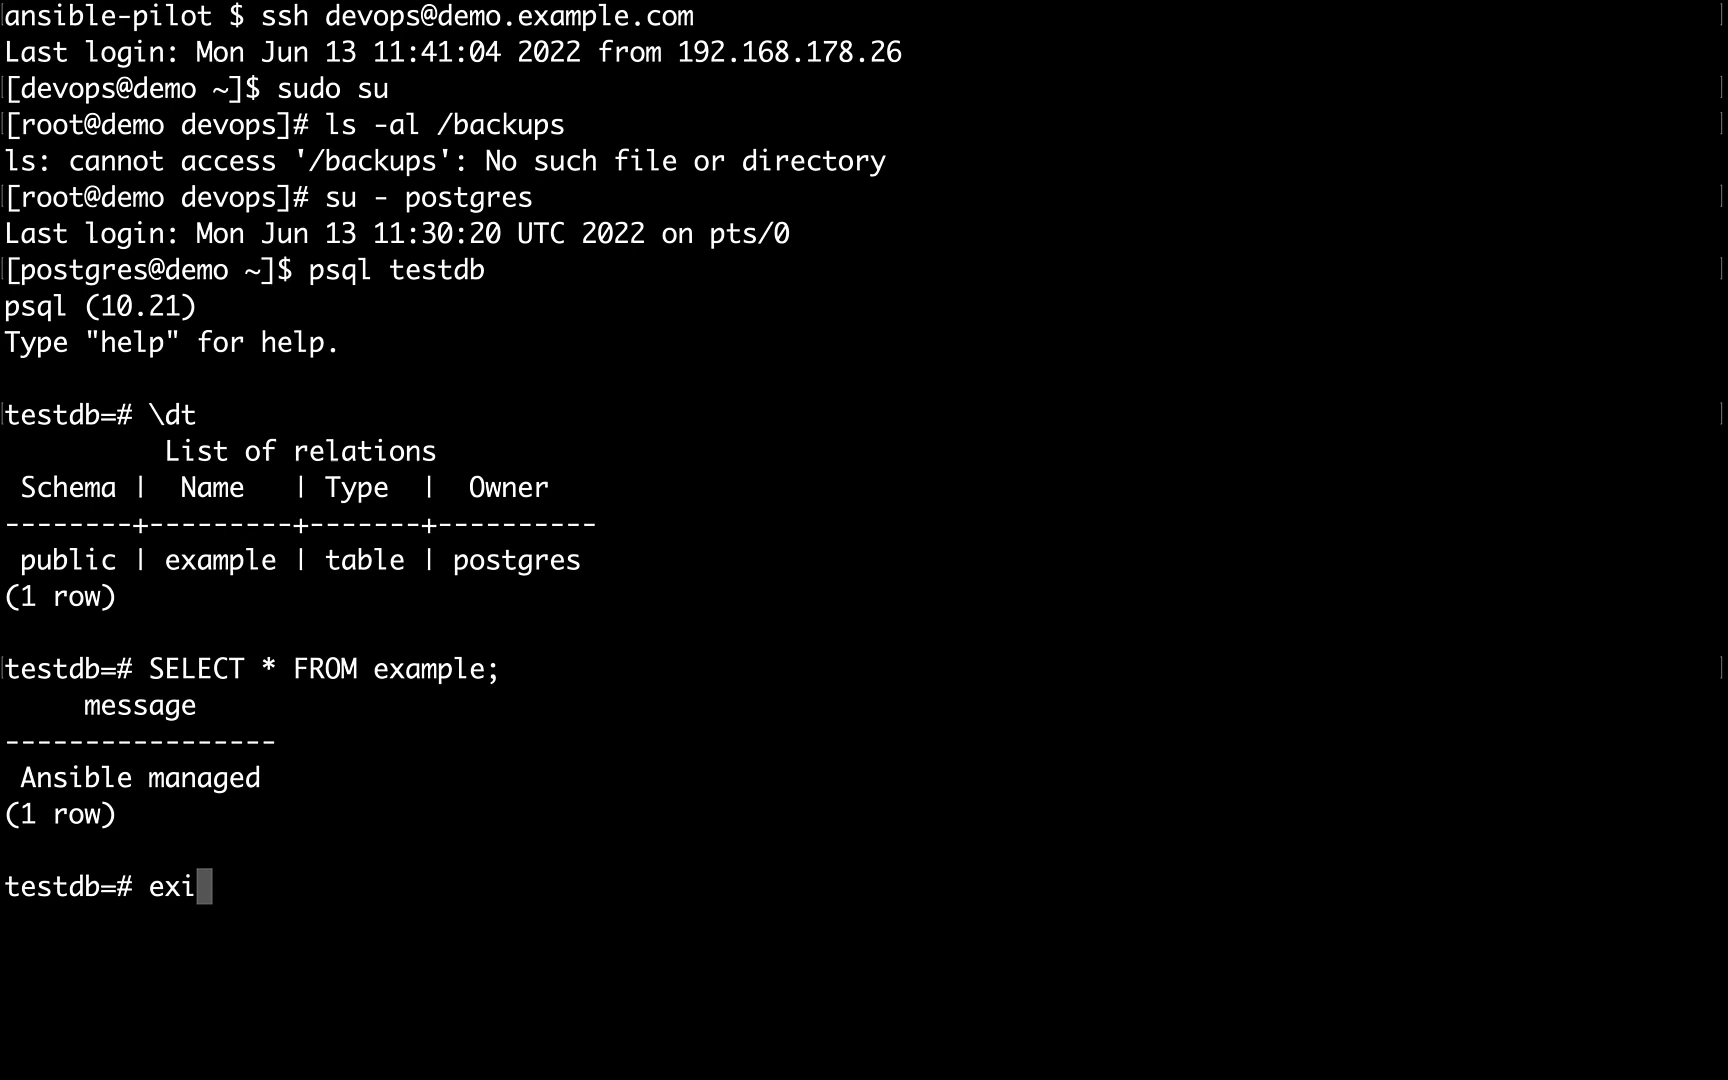 ansible-pilot $ ssh devops@demo.example.com
Last login: Mon Jun 13 11:41:04 2022 from 192.168.178.26
[devops@demo ~]$ sudo su
[root@demo devops]# ls -al /backups
ls: cannot access '/backups': No such file or directory
[root@demo devops]# su - postgres
Last login: Mon Jun 13 11:30:20 UTC 2022 on pts/0
[postgres@demo ~]$ psql testdb
psql (10.21)
Type "help" for help.

testdb=# \dt
          List of relations
 Schema |  Name   | Type  |  Owner
--------+---------+-------+----------
 public | example | table | postgres
(1 row)

testdb=# SELECT * FROM example;
     message
-----------------
 Ansible managed
(1 row)

testdb=# exi